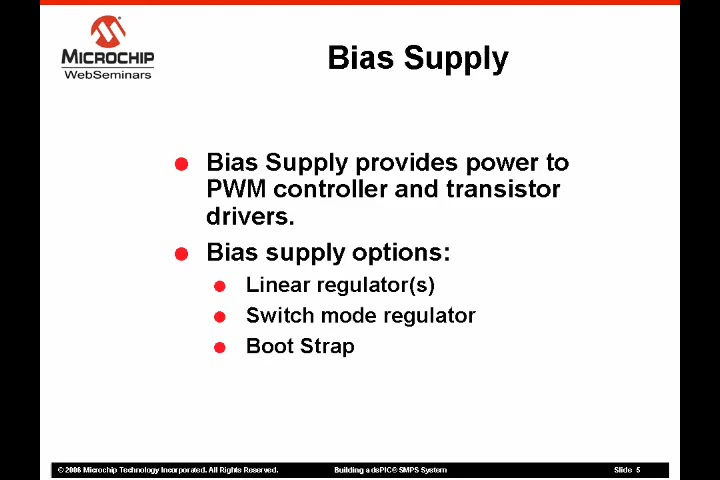 MICROCHIP
WebSeminars
Bias Supply
Bias Supply provides power to
PWM controller and transistor
drivers.
Bias supply options:
Linear regulator(s)
Switch mode regulator
Boot Strap
© 2006 Microchip Technology Incorporated. All Rights Reserved.
Building a dsPIC® SMPS System
Slide 5